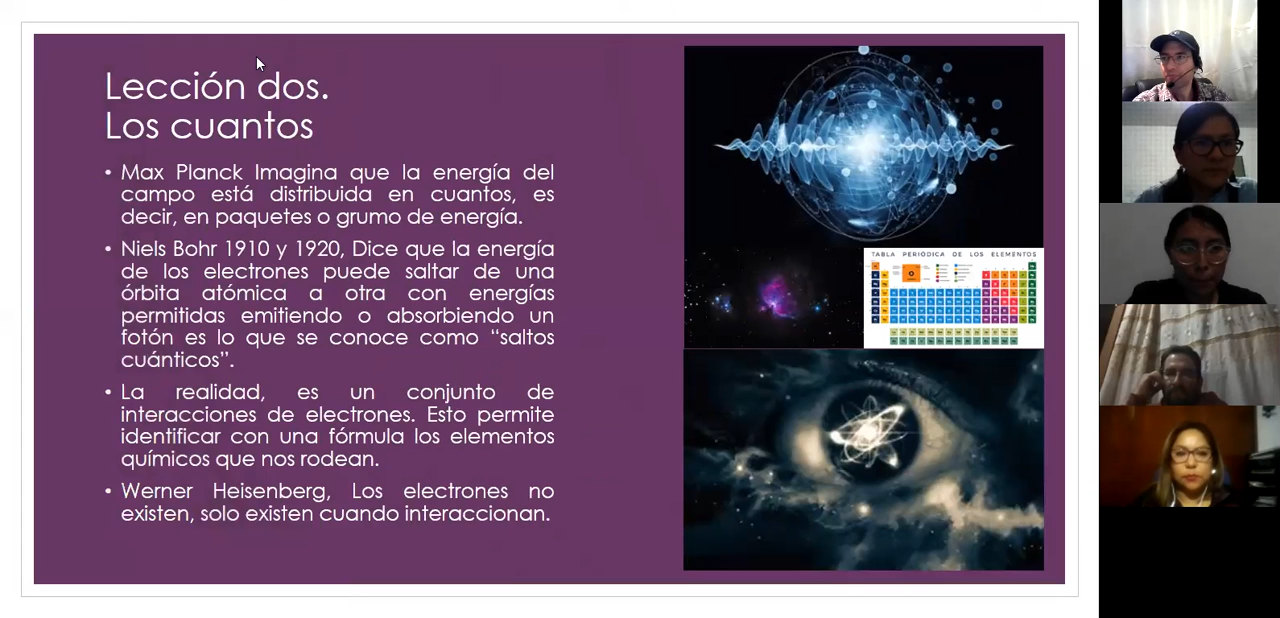 Lección dos.
Los cuantos
• Max Planck Imagina que la energía del
campo está distribuida en cuantos, es
decir, en paquetes o grumo de energía.
• Niels Bohr 1910 y 1920, Dice que la energía
de los electrones puede saltar de una
órbita atómica a otra con energías
permitidas emitiendo o absorbiendo un
fotón es lo que se conoce como “saltos
cuánticos”.
• La realidad, es un conjunto de
interacciones de electrones. Esto permite
identificar con una fórmula los elementos
químicos que nos rodean.
• Werner Heisenberg, Los electrones no
existen, solo existen cuando interaccionan.
TABLA PERIÓDICA DE LOS ELEMENTOS